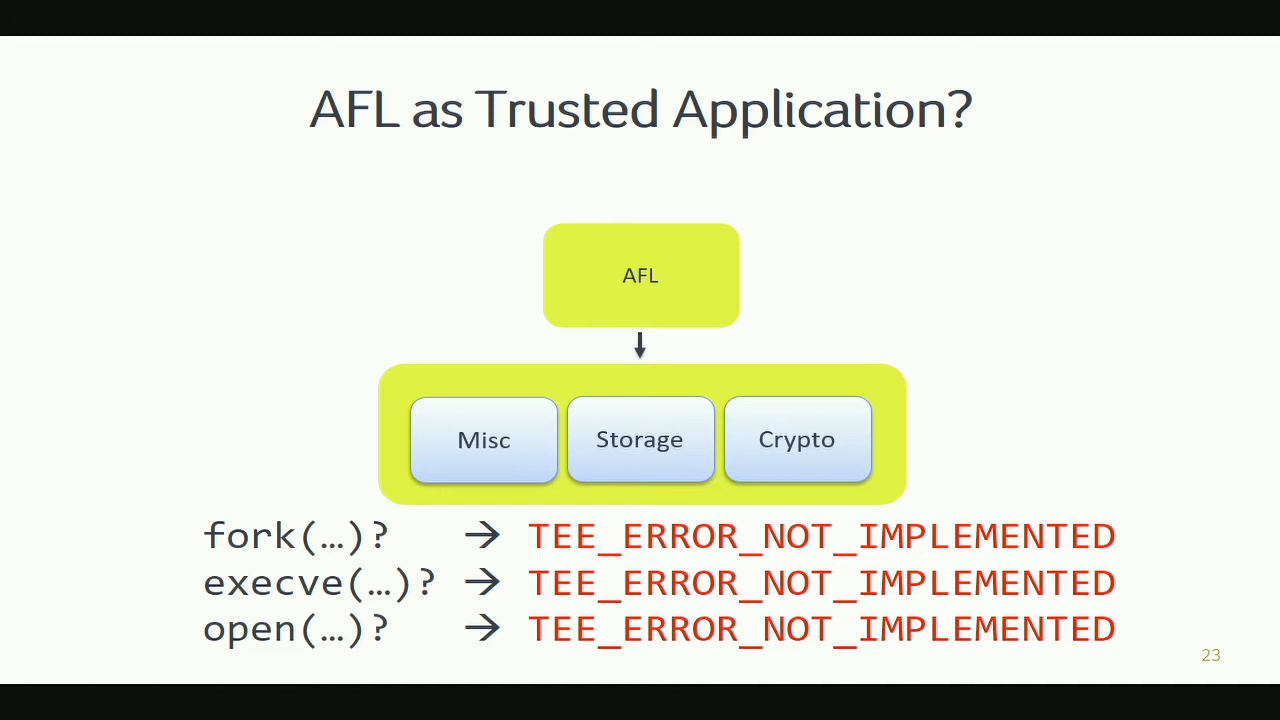 AFL as Trusted Application?
AFL
Misc Storage Crypto
fork(…)? → TEE_ERROR_NOT_IMPLEMENTED
execve(…)? → TEE_ERROR_NOT_IMPLEMENTED
open(…)? → TEE_ERROR_NOT_IMPLEMENTED
23